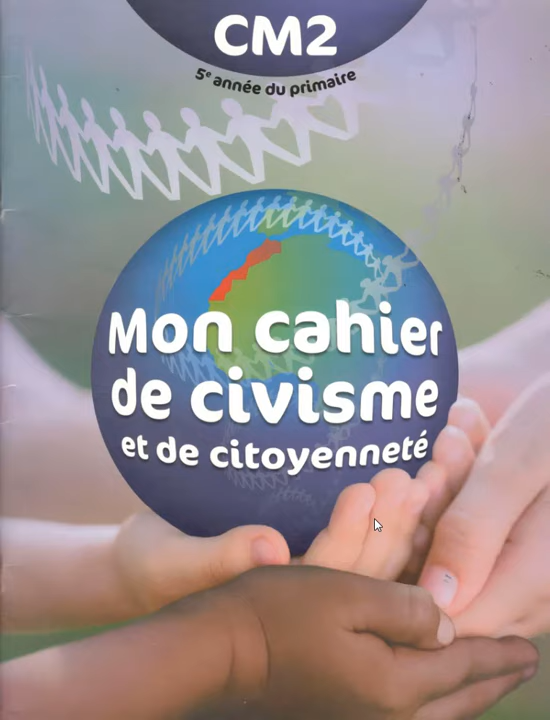 CM2
5e année du primaire
Mon cahier
de civisme
et de citoyenneté